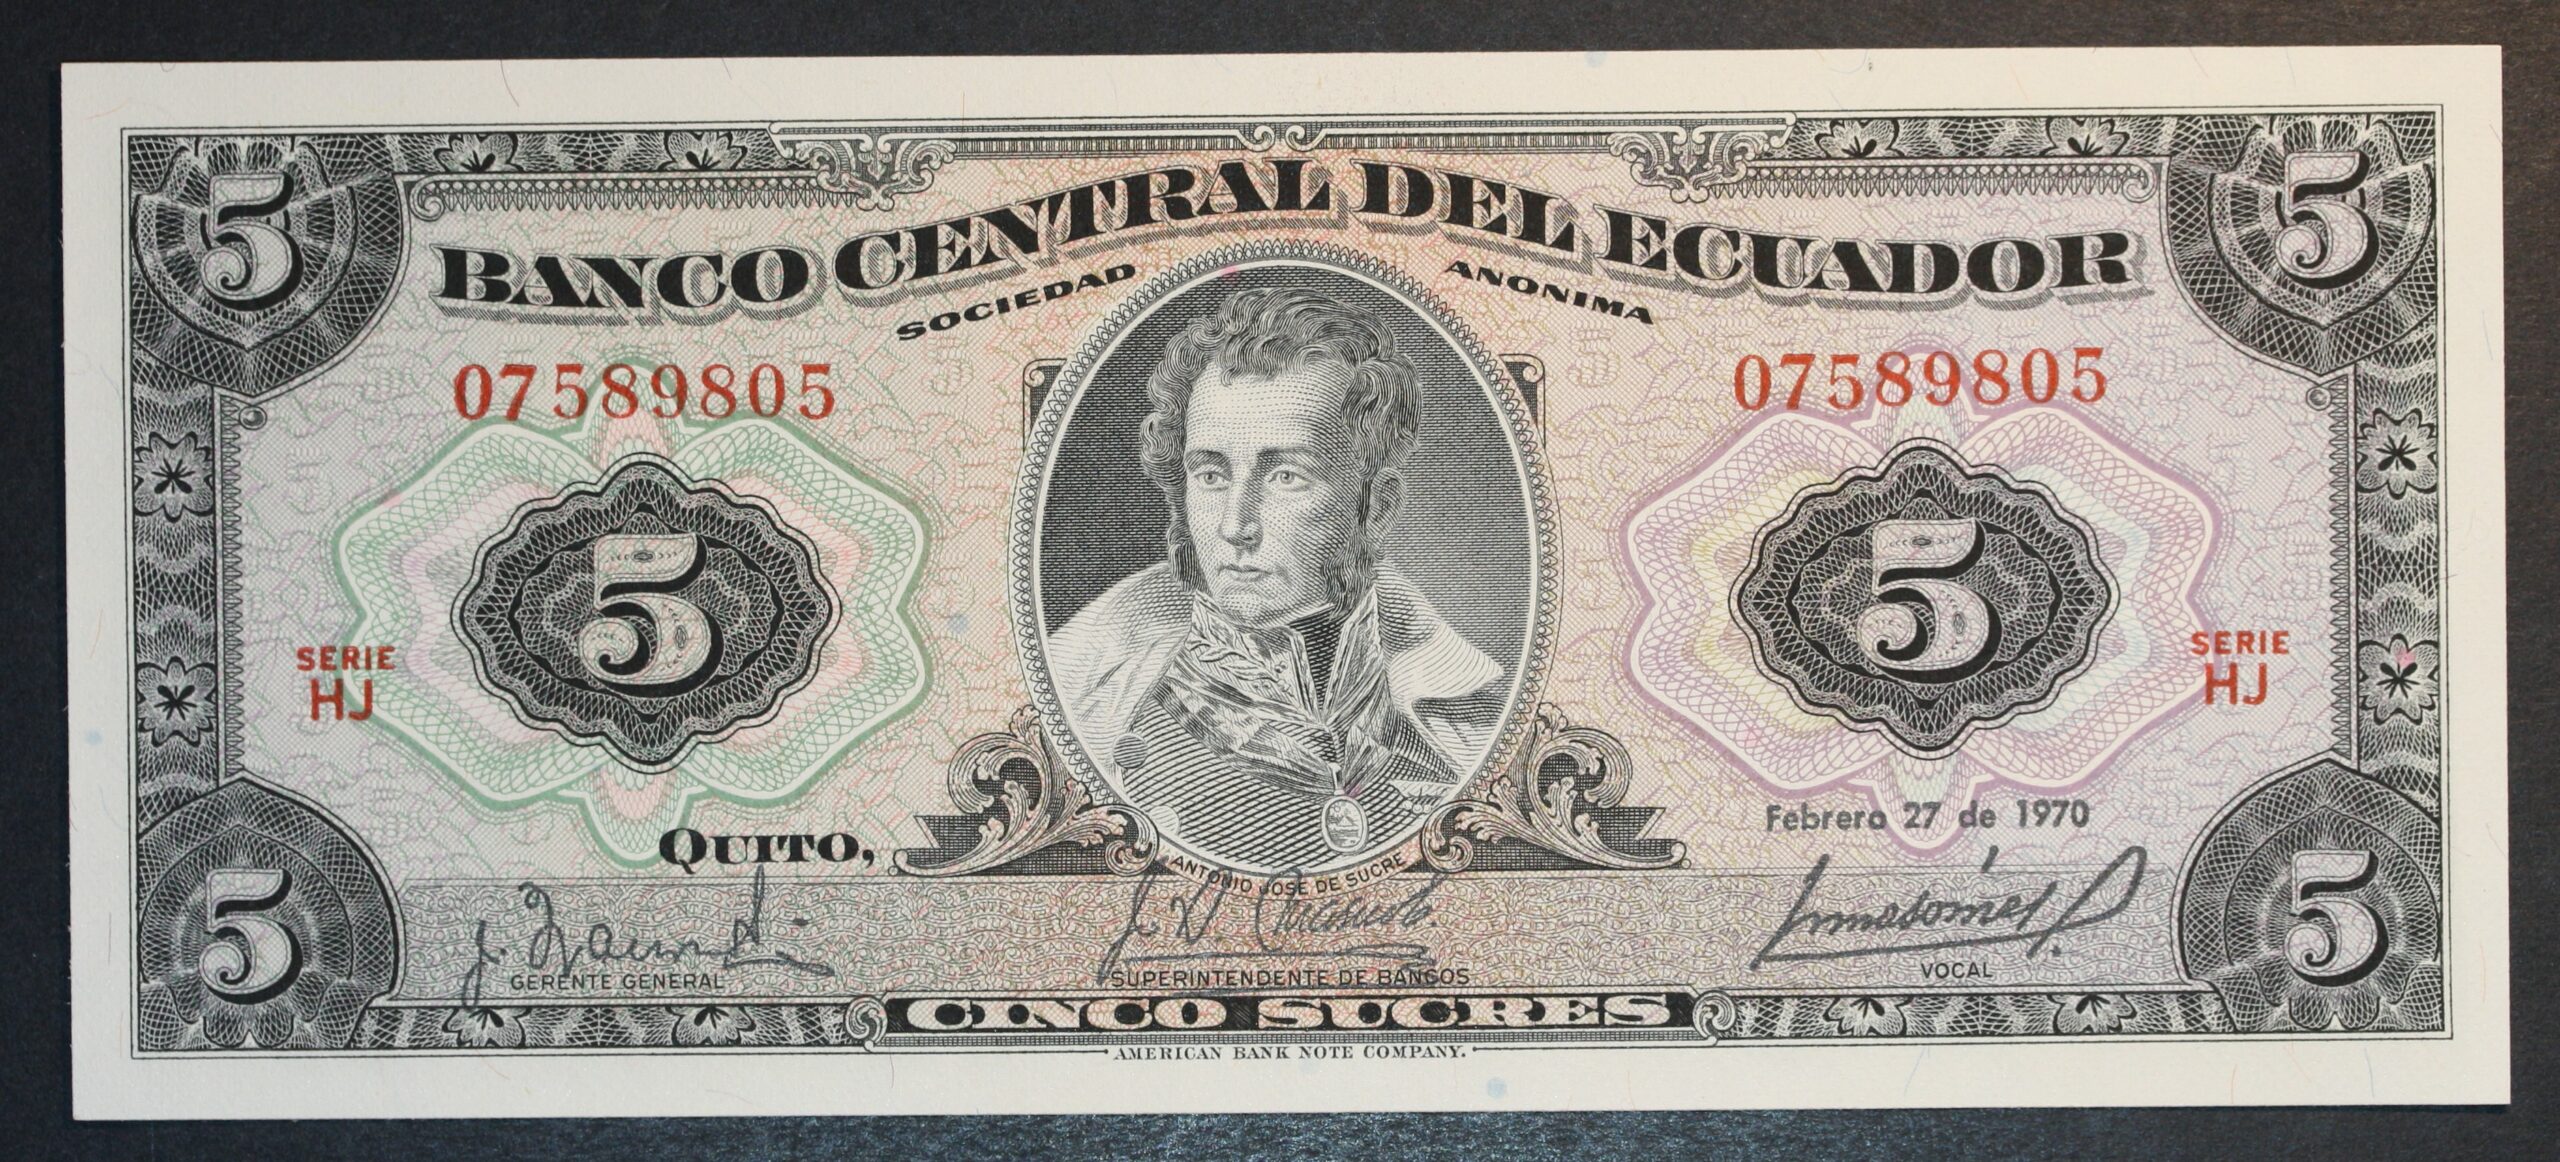 5 5
BANCO CENTRAL DEL ECUADOR
SOCIEDAD ANONIMA
07589805 07589805
5 5
SERIE SERIE
HJ HJ
Febrero 27 de 1970
QUITO,
ANTONIO JOSE DE SUCRE
5 5
GERENTE GENERAL SUPERINTENDENTE DE BANCOS VOCAL
CINCO SUCRES
AMERICAN BANK NOTE COMPANY.